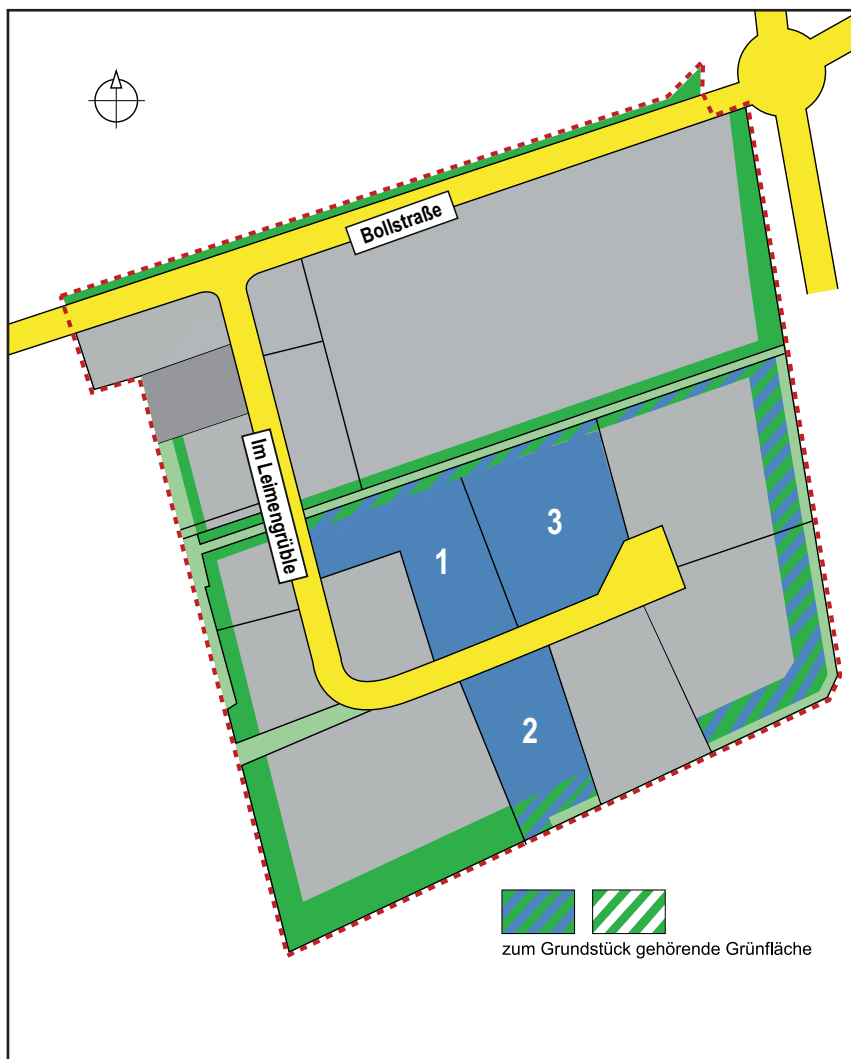 Bollstraße
Im Leimengrüble
1
3
2
zum Grundstück gehörende Grünfläche